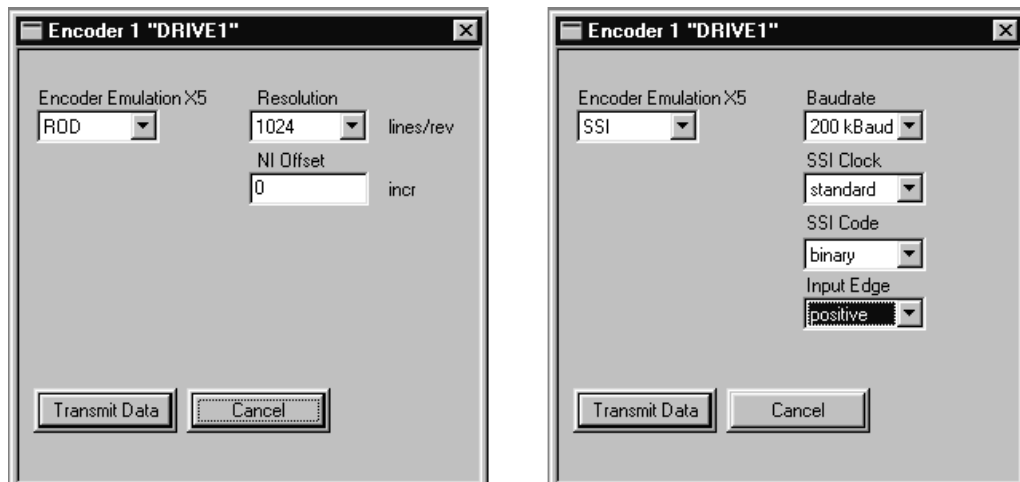 Encoder 1 "DRIVE1"
Encoder Emulation X5
Resolution
ROD
1024
lines/rev
NI Offset
0
incr
Transmit Data
Cancel
Encoder 1 "DRIVE1"
Encoder Emulation X5
Baudrate
SSI
200 kBaud
SSI Clock
standard
SSI Code
binary
Input Edge
positive
Transmit Data
Cancel